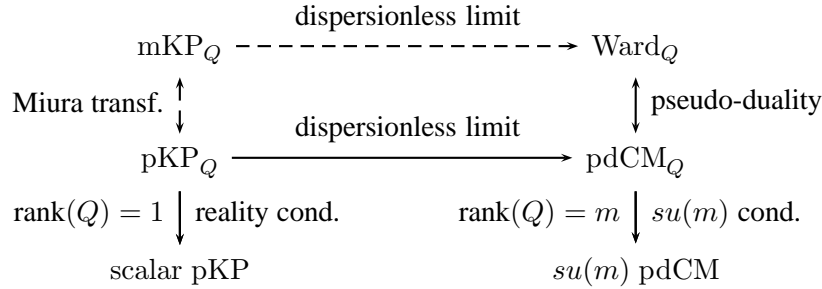 dispersionless limit
mKP_Q Ward_Q
Miura transf. pseudo-duality
dispersionless limit
pKP_Q pdCM_Q
rank(Q) = 1 reality cond. rank(Q) = m su(m) cond.
scalar pKP su(m) pdCM